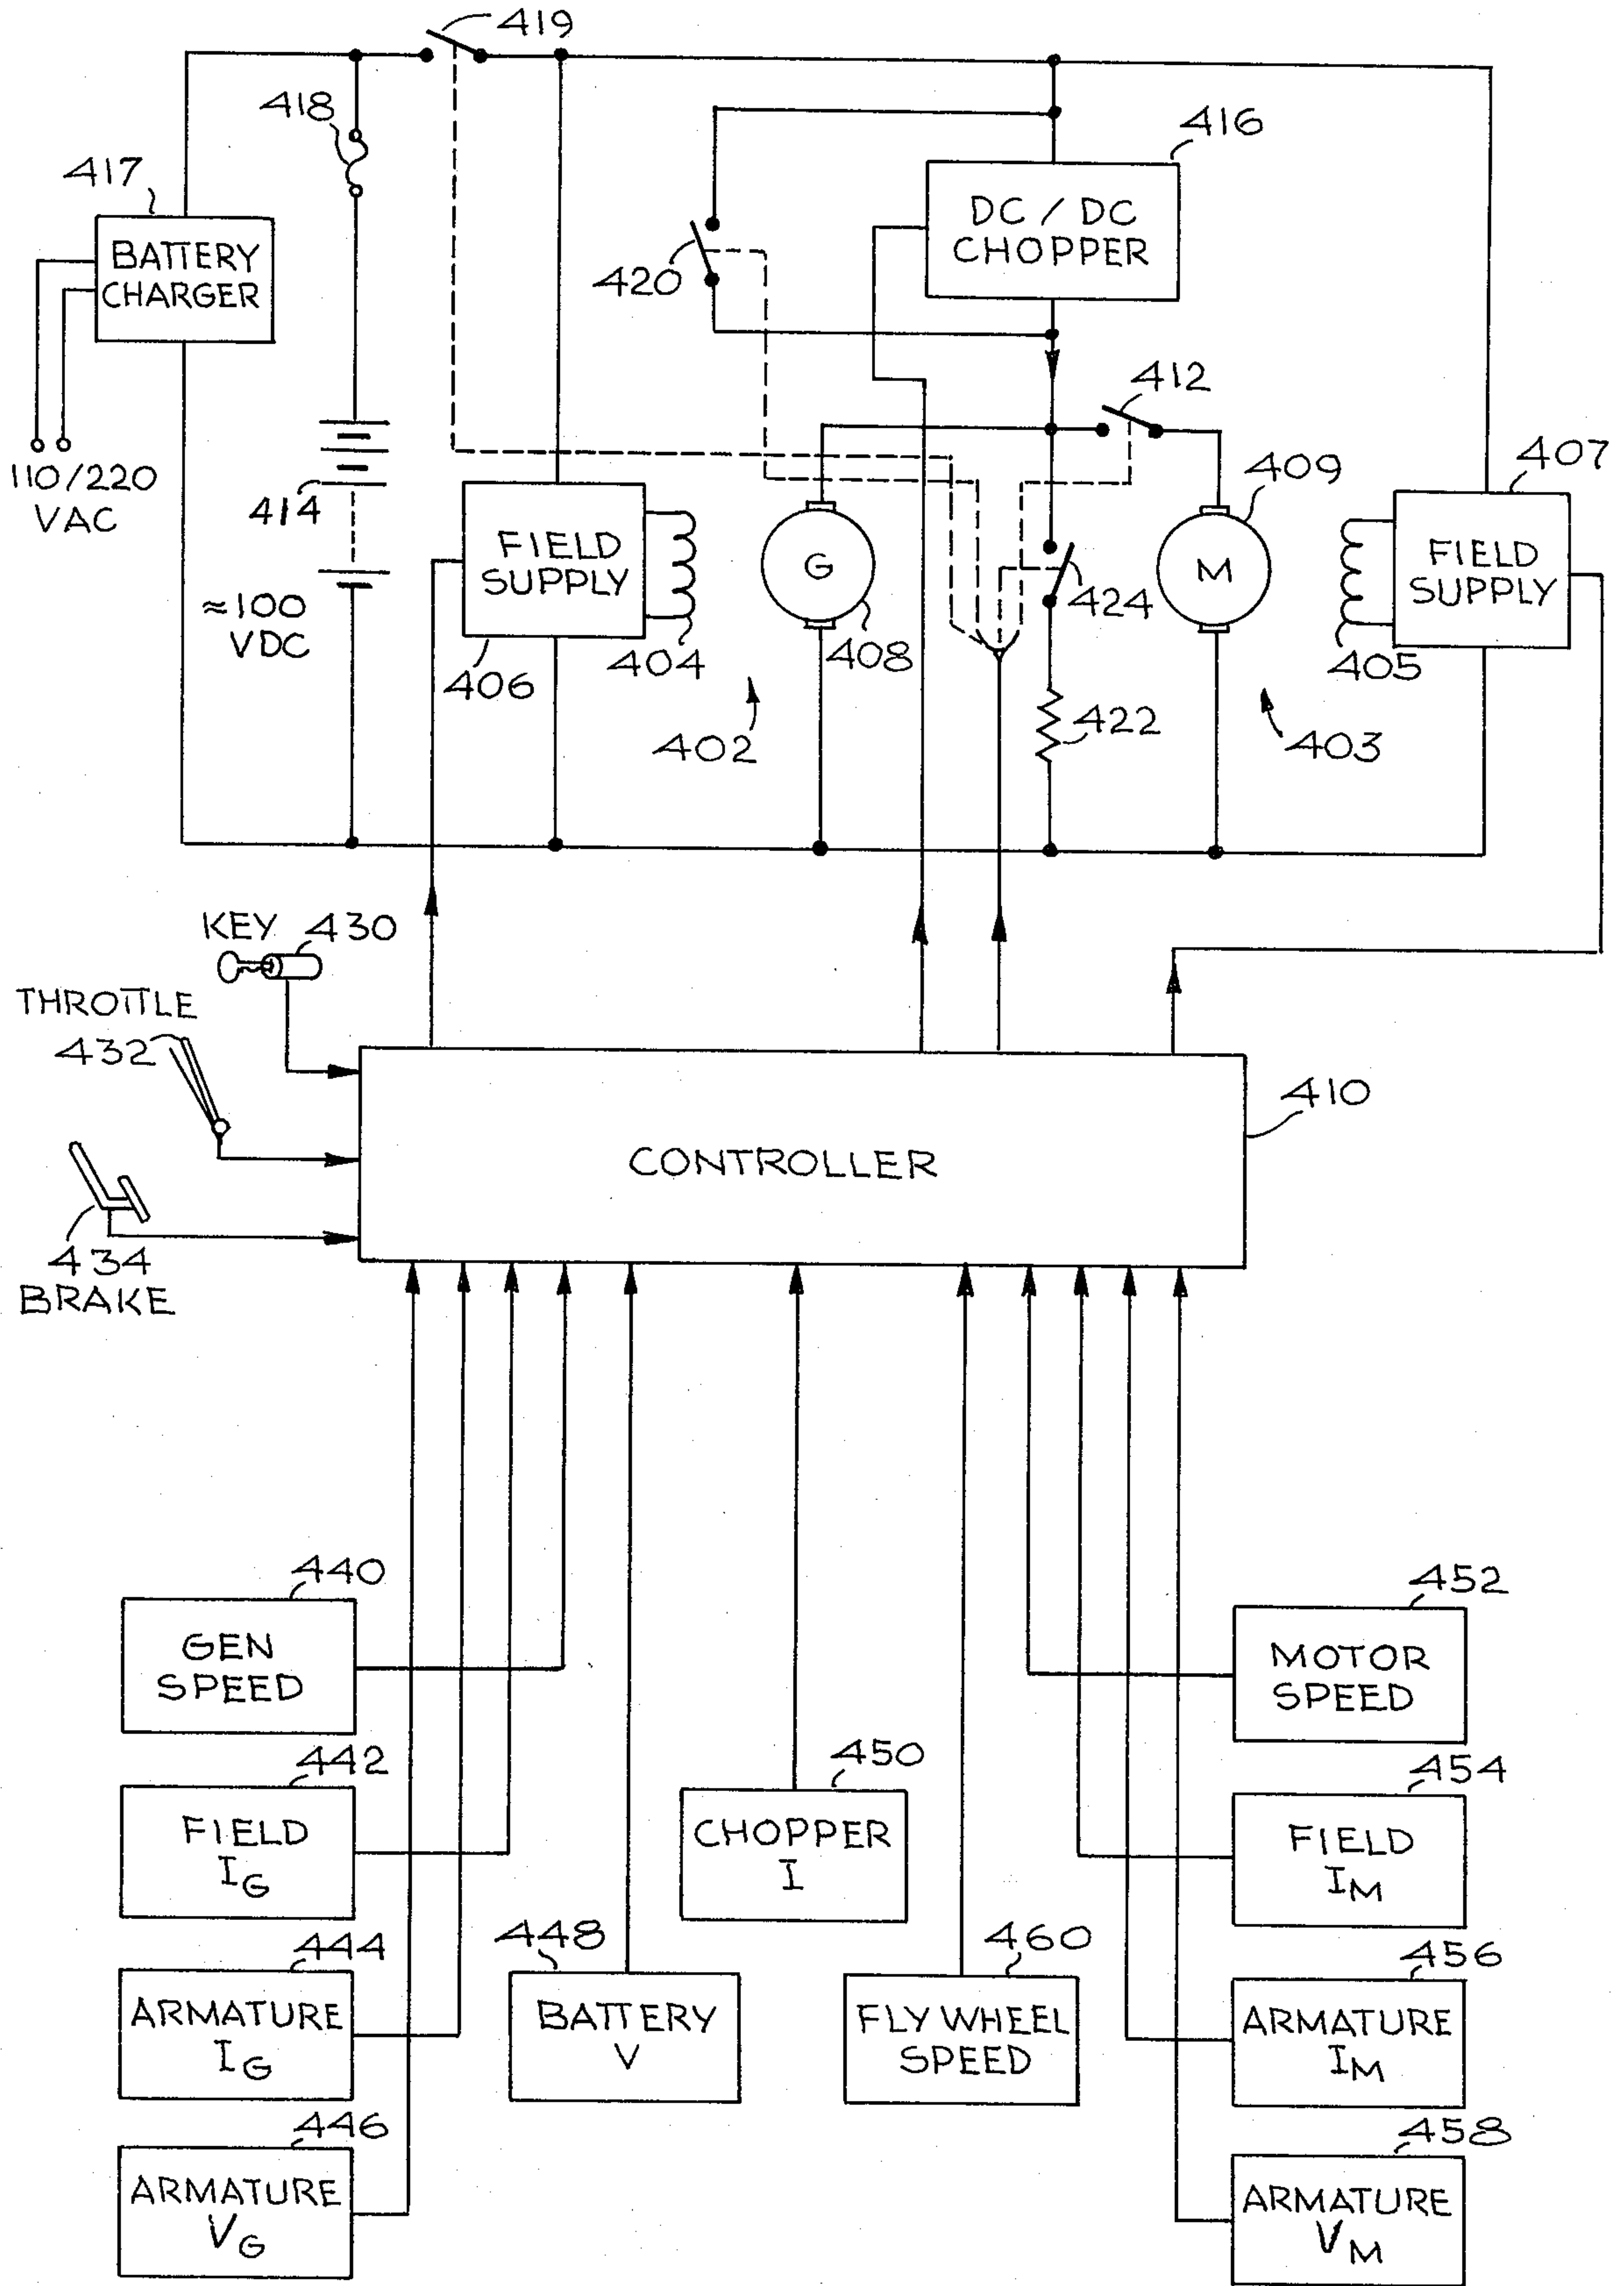 419
418
416
417
DC / DC
CHOPPER
BATTERY
CHARGER
420
412
110/220
VAC
414
409
407
FIELD
SUPPLY
G
M
FIELD
SUPPLY
≈100
VDC
424
404
408
405
406
402
422
403
KEY 430
THROTTLE
432
410
CONTROLLER
434
BRAKE
440
GEN
SPEED
452
MOTOR
SPEED
442
FIELD
IG
450
CHOPPER
I
454
FIELD
IM
444
ARMATURE
IG
448
BATTERY
V
460
FLY WHEEL
SPEED
456
ARMATURE
IM
446
ARMATURE
VG
458
ARMATURE
VM